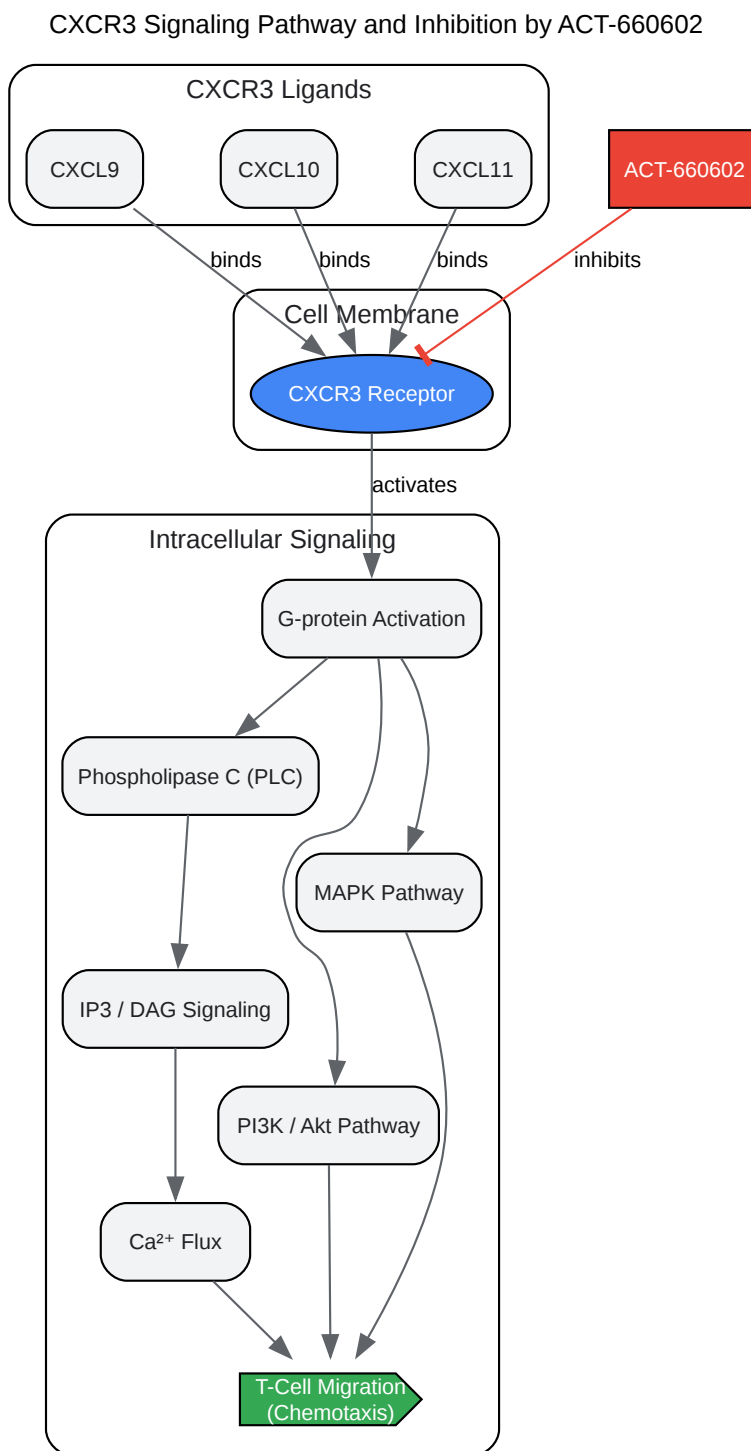 CXCR3 Signaling Pathway and Inhibition by ACT-660602
CXCR3 Ligands
CXCL9
CXCL10
CXCL11
ACT-660602
binds
binds
binds
inhibits
Cell Membrane
CXCR3 Receptor
activates
Intracellular Signaling
G-protein Activation
Phospholipase C (PLC)
MAPK Pathway
IP3 / DAG Signaling
PI3K / Akt Pathway
Ca²⁺ Flux
T-Cell Migration
(Chemotaxis)